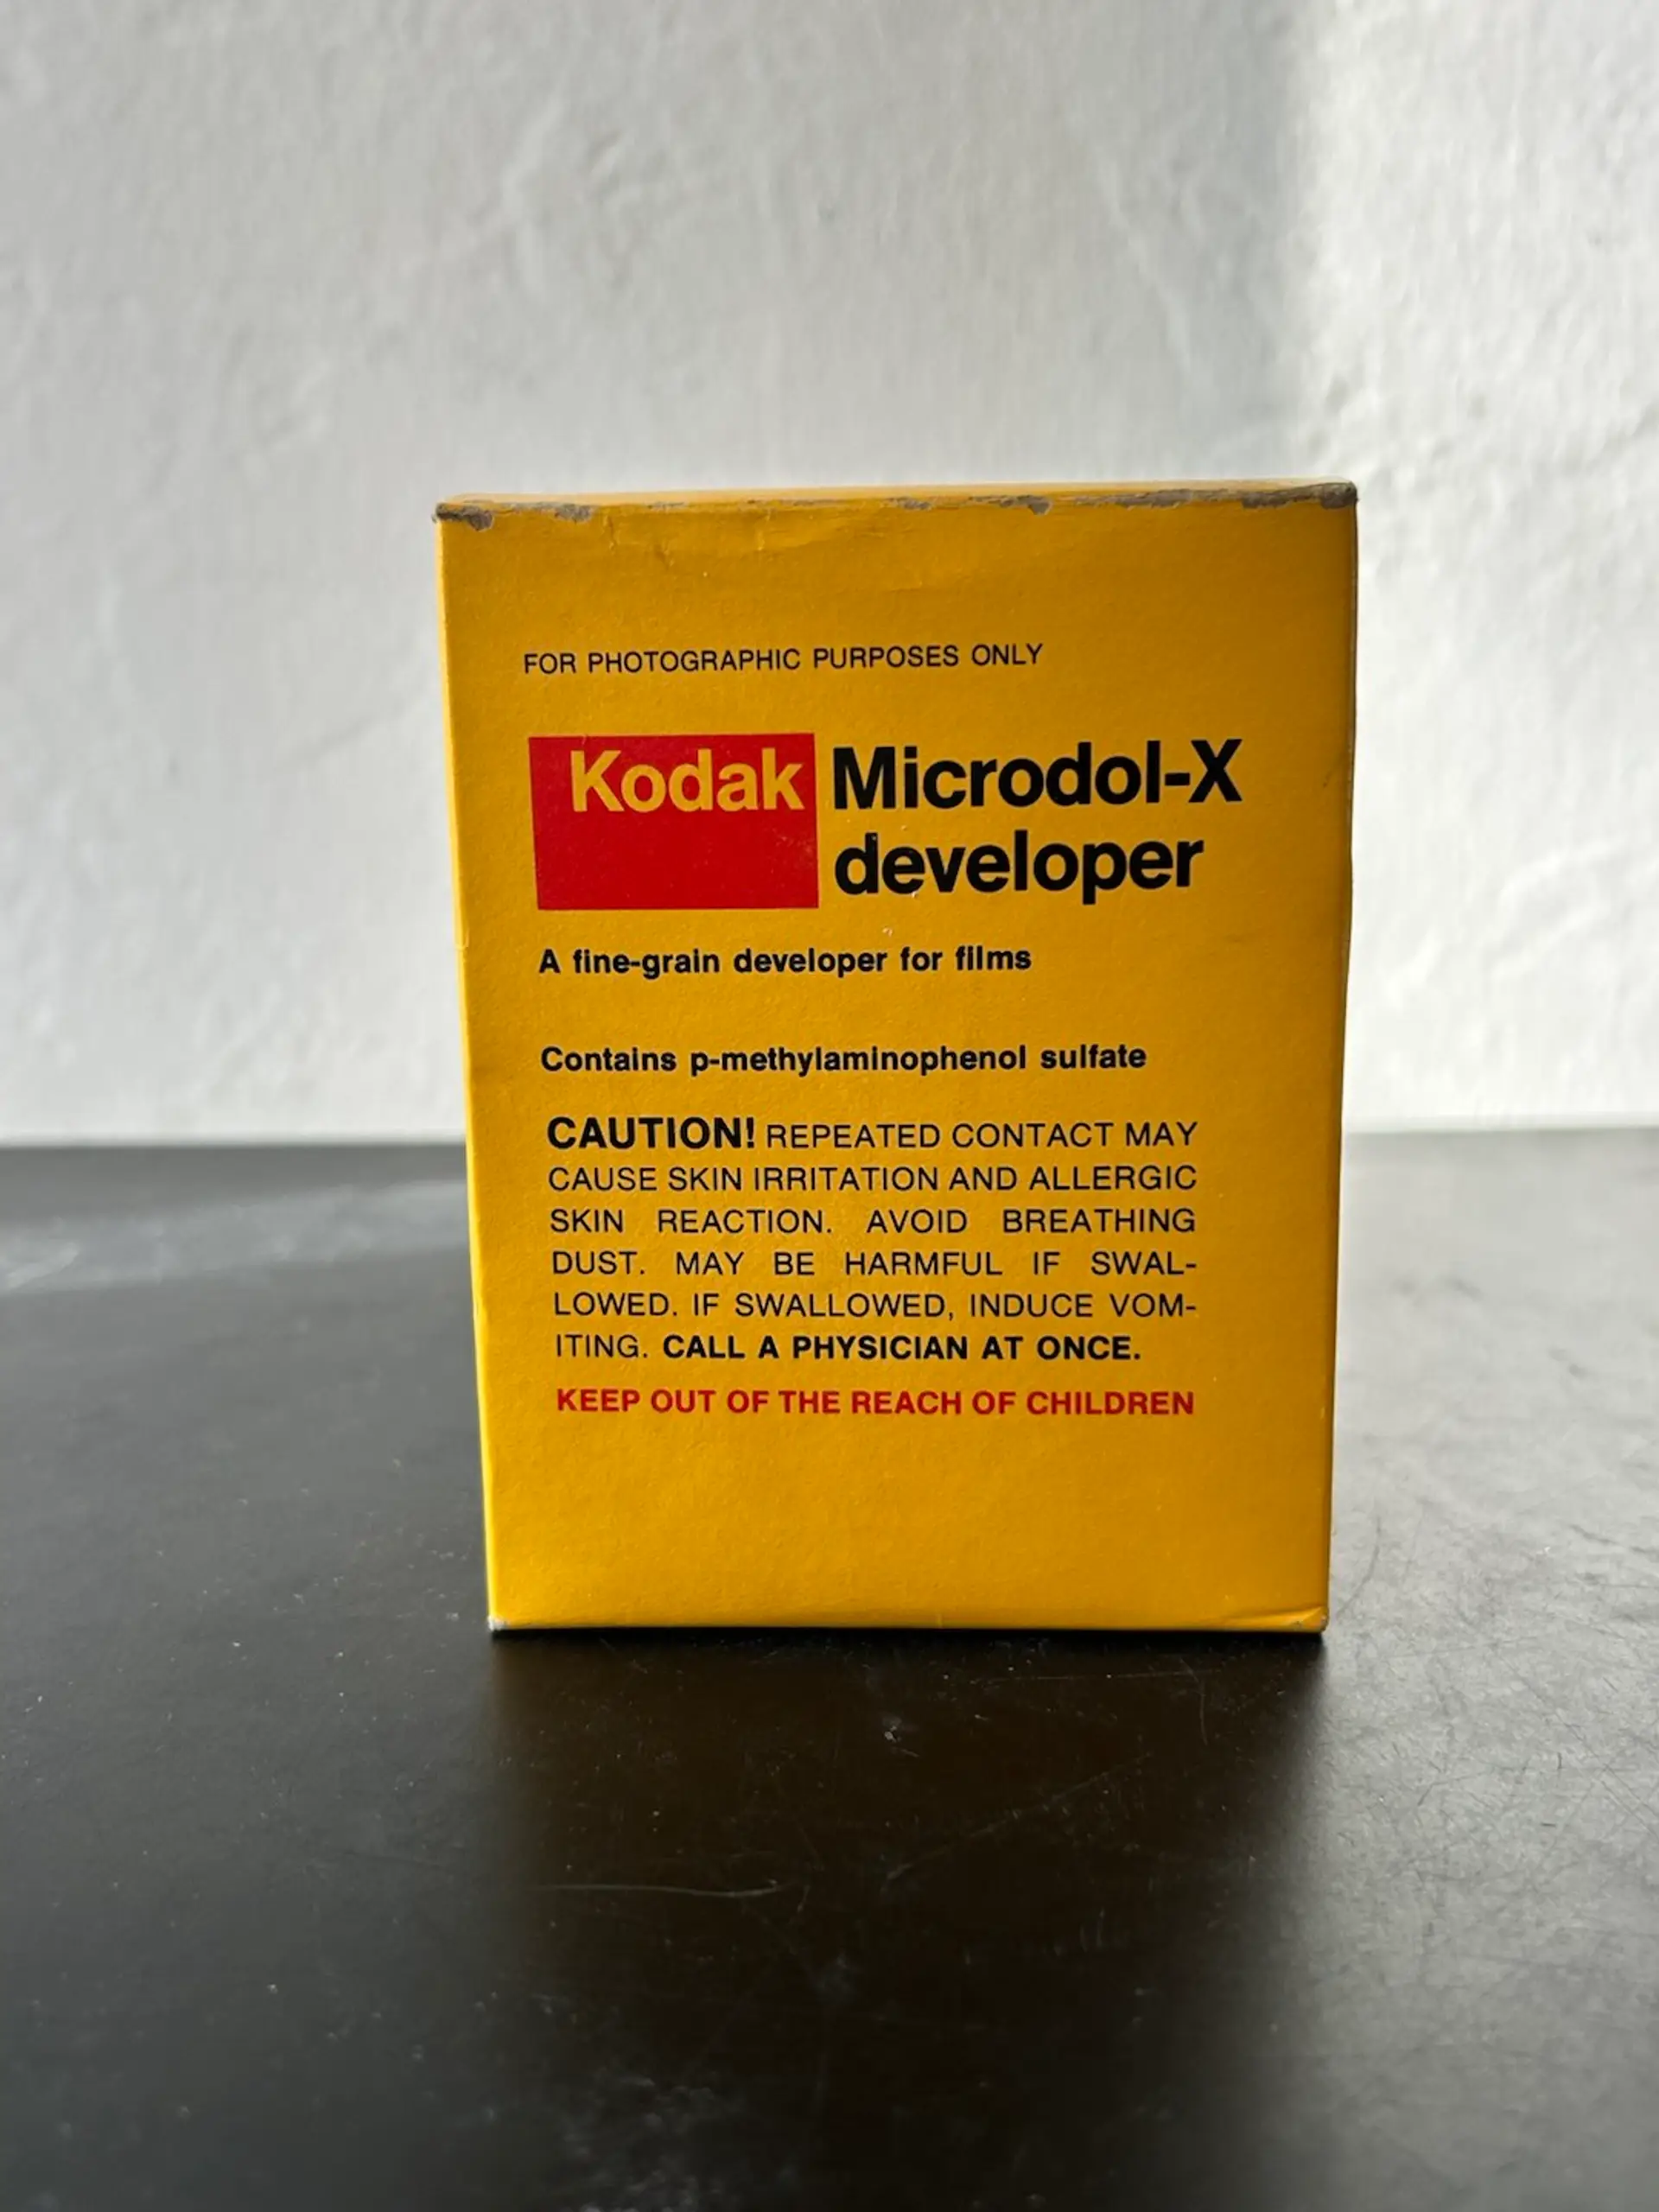 FOR PHOTOGRAPHIC PURPOSES ONLY
Kodak Microdol-X
developer
A fine-grain developer for films
Contains p-methylaminophenol sulfate
CAUTION! REPEATED CONTACT MAY
CAUSE SKIN IRRITATION AND ALLERGIC
SKIN REACTION. AVOID BREATHING
DUST. MAY BE HARMFUL IF SWAL-
LOWED. IF SWALLOWED, INDUCE VOM-
ITING. CALL A PHYSICIAN AT ONCE.
KEEP OUT OF THE REACH OF CHILDREN